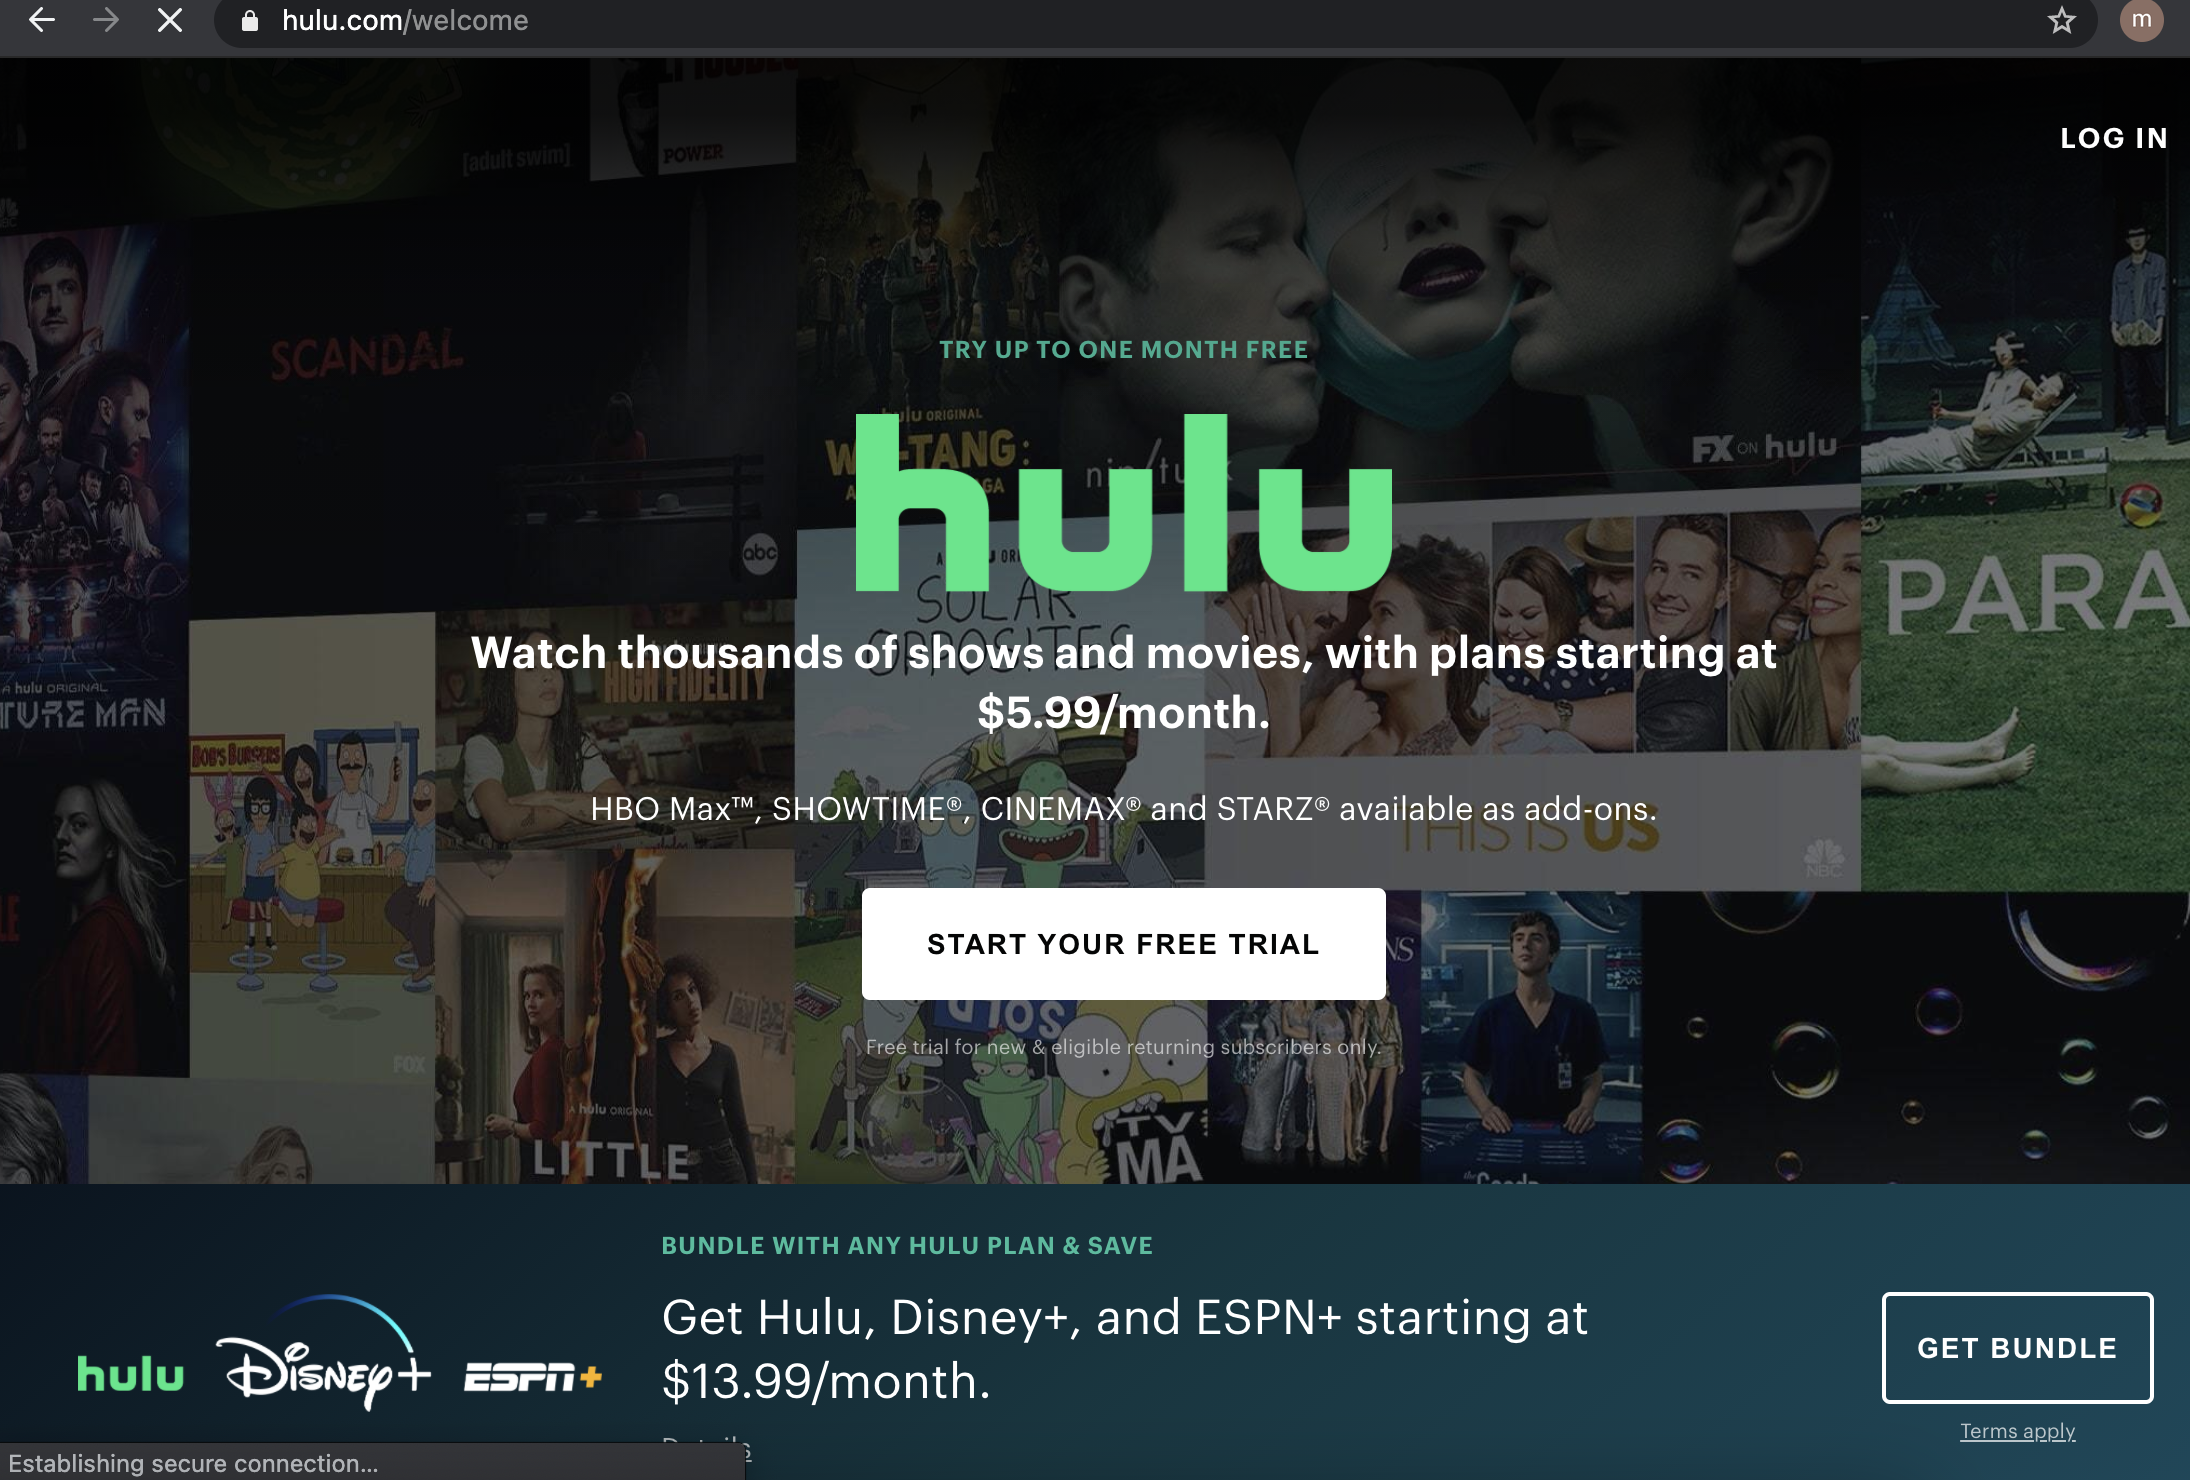 hulu.com/welcome
m
LOG IN
[adult swim]
POWER
SCANDAL
abc
TRY UP TO ONE MONTH FREE
hulu ORIGINAL
TANG:
FX ON hulu
hulu
SOLAR
OPPOSITES
PARA
Watch thousands of shows and movies, with plans starting at
$5.99/month.
A hulu ORIGINAL
TURE MAN
HIGH FIDELITY
BOB'S BURGERS
HBO Max™, SHOWTIME®, CINEMAX® and STARZ® available as add-ons.
THIS IS US
NBC
START YOUR FREE TRIAL
Free trial for new & eligible returning subscribers only.
FOX
A hulu ORIGINAL
LITTLE
TV
MA
BUNDLE WITH ANY HULU PLAN & SAVE
hulu Disney+ ESPN+
Get Hulu, Disney+, and ESPN+ starting at
$13.99/month.
GET BUNDLE
Terms apply
Establishing secure connection...